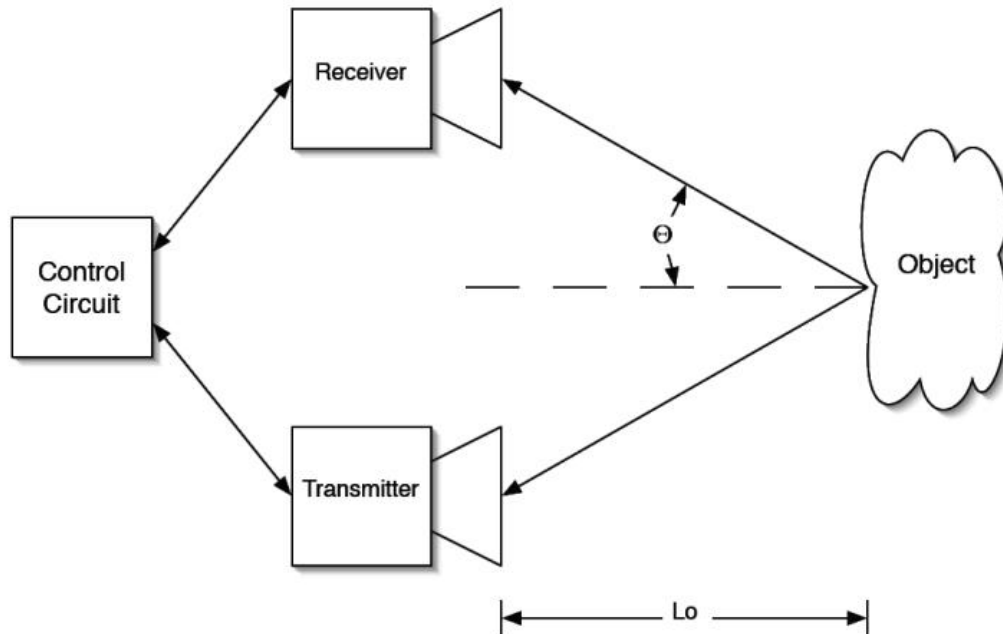 Receiver
Θ
Object
Control
Circuit
Transmitter
Lo